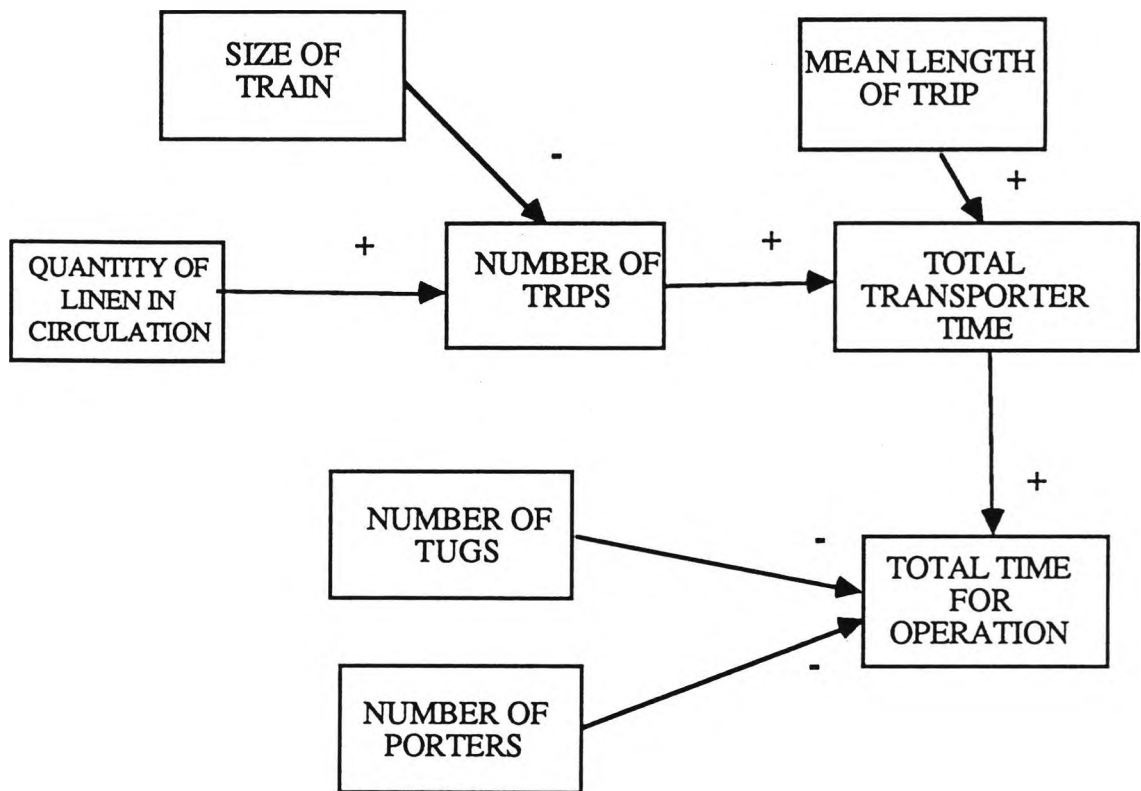 SIZE OF
TRAIN
MEAN LENGTH
OF TRIP
-
+
+
+
QUANTITY OF
LINEN IN
CIRCULATION
NUMBER OF
TRIPS
TOTAL
TRANSPORTER
TIME
+
NUMBER OF
TUGS
-
TOTAL TIME
FOR
OPERATION
-
NUMBER OF
PORTERS